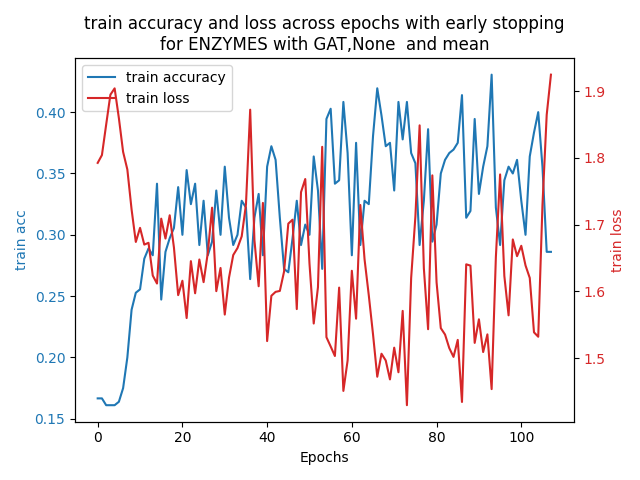 train accuracy and loss across epochs with early stopping
for ENZYMES with GAT,None  and mean
train accuracy
train loss
0.40
0.35
0.30
0.25
0.20
0.15
train acc
1.9
1.8
1.7
1.6
1.5
train loss
0 20 40 60 80 100
Epochs